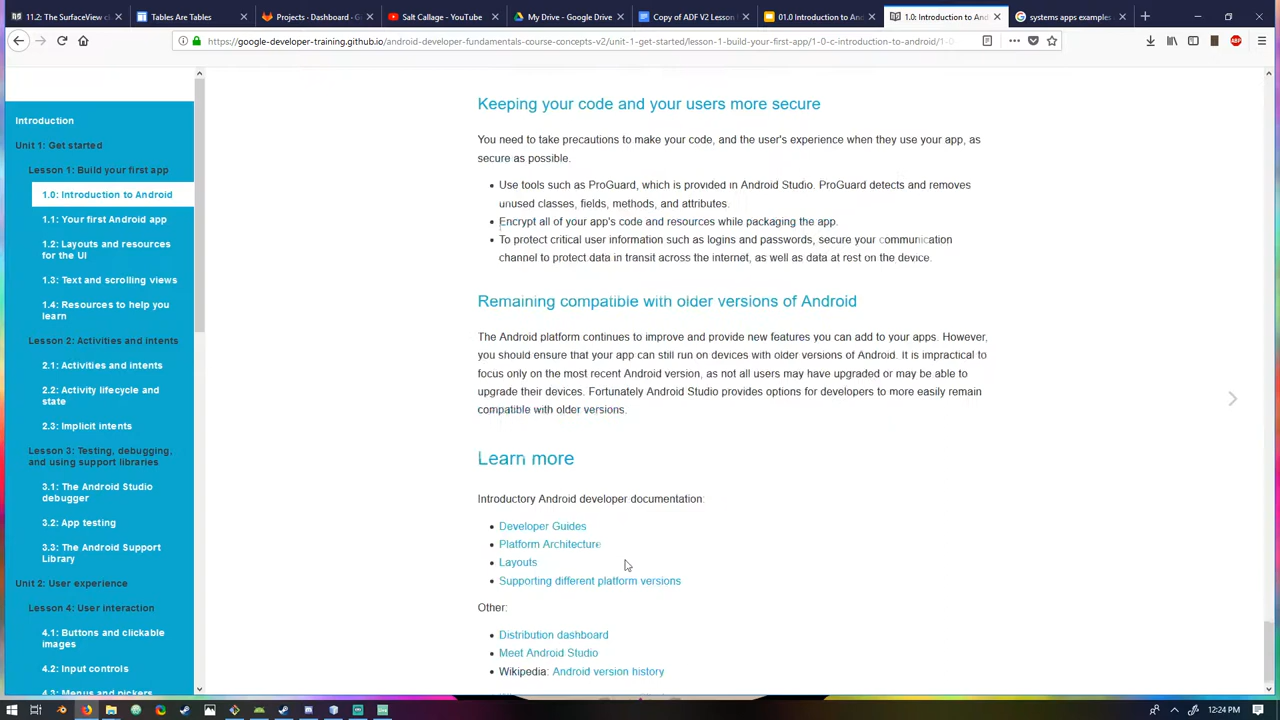 11. The SurfaceView cl
Tables Are Tables
Projects · Dashboard · G
Salt Callage - YouTube
My Drive - Google Drive
Copy of ADF V2 Lesson
01.0 Introduction to And
1.0: Introduction to Androi
systems apps examples
https://google-developer-training.github.io/android-developer-fundamentals-course-concepts-v2/unit-1-get-started/lesson-1-build-your-first-app/1-0-c-introduction-to-android/1-0
ABP
Introduction
Unit 1: Get started
Lesson 1: Build your first app
1.0: Introduction to Android
1.1: Your first Android app
1.2: Layouts and resources
for the UI
1.3: Text and scrolling views
1.4: Resources to help you
learn
Lesson 2: Activities and intents
2.1: Activities and intents
2.2: Activity lifecycle and
state
2.3: Implicit intents
Lesson 3: Testing, debugging,
and using support libraries
3.1: The Android Studio
debugger
3.2: App testing
3.3: The Android Support
Library
Unit 2: User experience
Lesson 4: User interaction
4.1: Buttons and clickable
images
4.2: Input controls
4.3: Menus and pickers
Keeping your code and your users more secure
You need to take precautions to make your code, and the user's experience when they use your app, as
secure as possible.
• Use tools such as ProGuard, which is provided in Android Studio. ProGuard detects and removes
unused classes, fields, methods, and attributes.
• Encrypt all of your app's code and resources while packaging the app.
• To protect critical user information such as logins and passwords, secure your communication
channel to protect data in transit across the internet, as well as data at rest on the device.
Remaining compatible with older versions of Android
The Android platform continues to improve and provide new features you can add to your apps. However,
you should ensure that your app can still run on devices with older versions of Android. It is impractical to
focus only on the most recent Android version, as not all users may have upgraded or may be able to
upgrade their devices. Fortunately Android Studio provides options for developers to more easily remain
compatible with older versions.
Learn more
Introductory Android developer documentation:
• Developer Guides
• Platform Architecture
• Layouts
• Supporting different platform versions
Other:
• Distribution dashboard
• Meet Android Studio
• Wikipedia: Android version history
12:24 PM